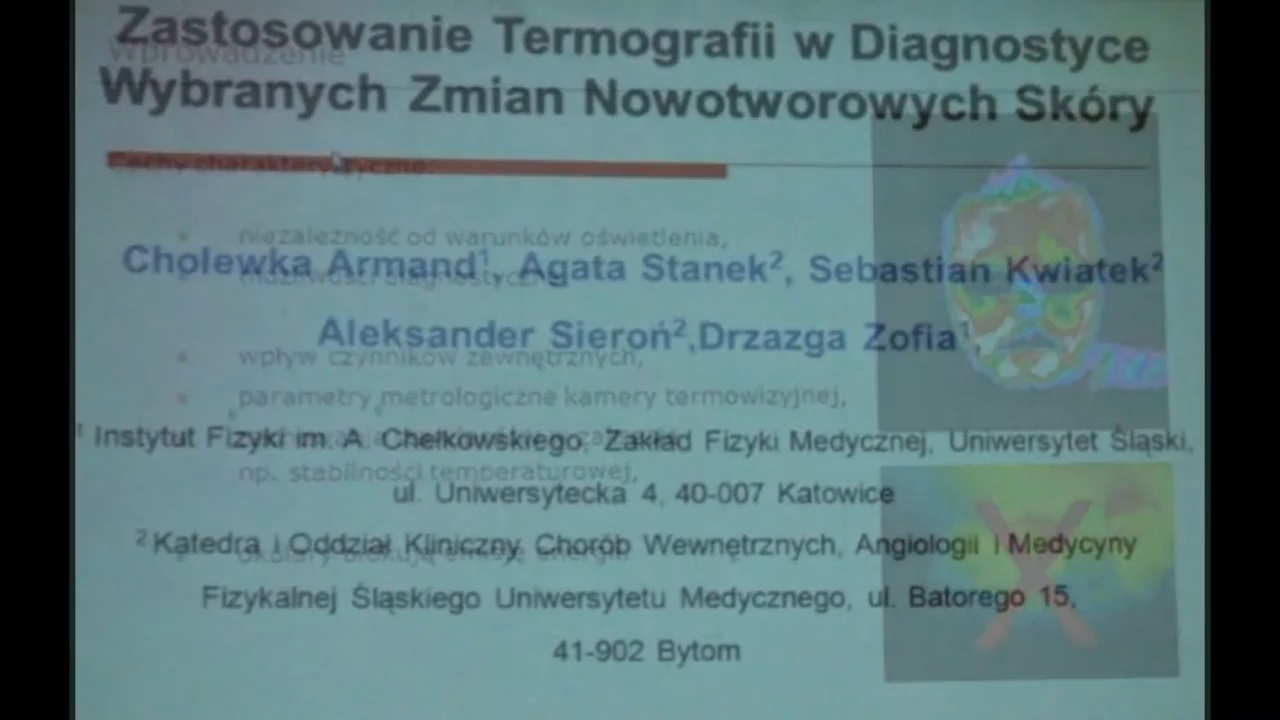 Zastosowanie Termografii w Diagnostyce
Wprowadzenie
Wybranych Zmian Nowotworowych Skóry
Cechy charakterystyczne
niezależność od warunków oświetlenia,
Cholewka Armand¹, Agata Stanek², Sebastian Kwiatek²
Aleksander Sieroń²,Drzazga Zofia¹,
wpływ czynników zewnętrznych,
parametry metrologiczne kamery termowizyjnej,
¹ Instytut Fizyki im. A. Chełkowskiego, Zakład Fizyki Medycznej, Uniwersytet Śląski,
np. stabilności temperaturowej,
ul. Uniwersytecka 4, 40-007 Katowice
² Katedra i Oddział Kliniczny Chorób Wewnętrznych, Angiologii i Medycyny
Fizykalnej Śląskiego Uniwersytetu Medycznego, ul. Batorego 15,
41-902 Bytom